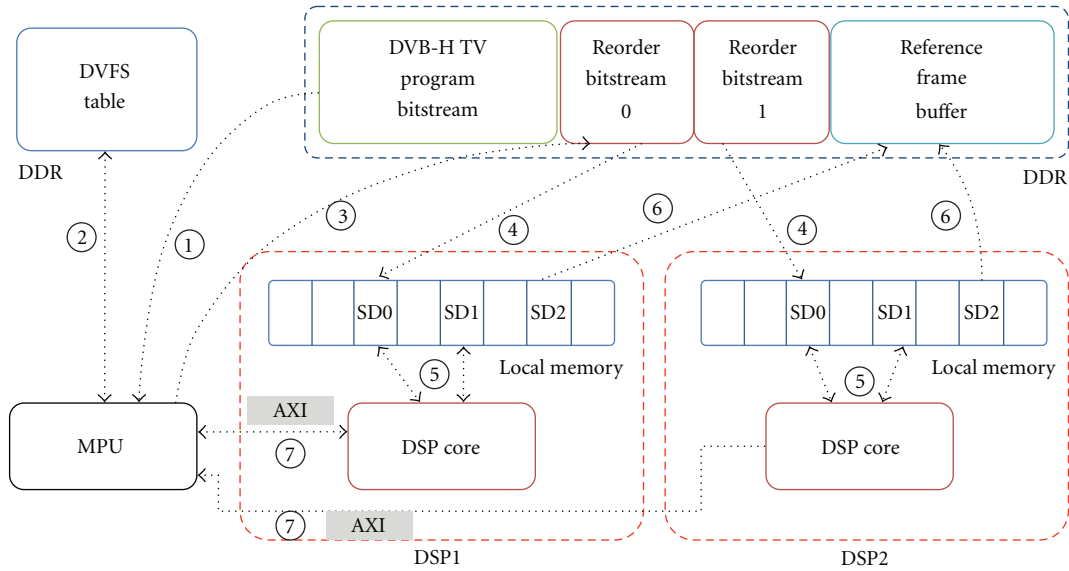 DVFS
table
DDR
DVB-H TV
program
bitstream
Reorder
bitstream
0
Reorder
bitstream
1
Reference
frame
buffer
DDR
2
1
3
4
6
4
6
SD0
SD1
SD2
Local memory
5
SD0
SD1
SD2
Local memory
5
MPU
AXI
7
DSP core
DSP core
7
AXI
DSP1
DSP2